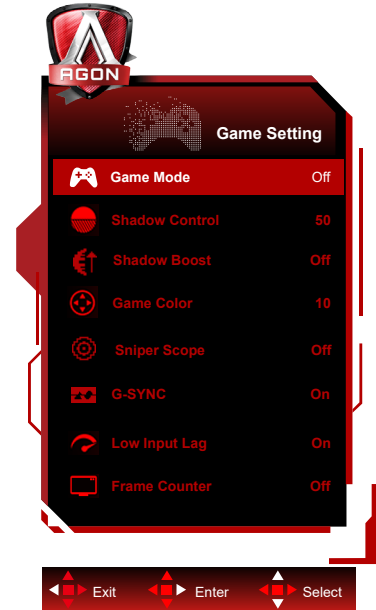 AGON
Game Setting
Game Mode Off
Shadow Control 50
Shadow Boost Off
Game Color 10
Sniper Scope Off
G-SYNC On
Low Input Lag On
Frame Counter Off
Exit Enter Select